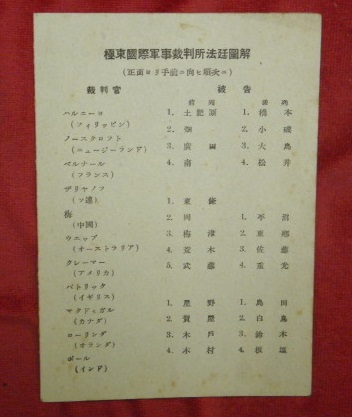 極東國際軍事裁判所法廷圖解
(正面ヨリ手前ニ向ヒ順次ニ)
裁判官 被告
前列 後列
ハルエーロ 1. 土肥原 1. 橋本
(フィリッピン) 2. 畑 2. 小磯
ノースクロフト 3. 廣田 3. 大島
(ニュージーランド) 4. 南 4. 松井
ベルナール
(フランス)
ザリヤノフ 1. 東條
(ソ連) 2. 岡 1. 平沼
梅 3. 梅津 2. 東郷
(中國) 4. 荒木 3. 佐藤
ウエッブ 5. 武藤 4. 重光
(オーストラリア)
クレーマー
(アメリカ)
パトリック 1. 星野 1. 島田
(イギリス) 2. 賀屋 2. 白鳥
マクドゥガル 3. 木戸 3. 鈴木
(カナダ) 4. 木村 4. 板垣
ローリング
(オランダ)
ポール
(インド)